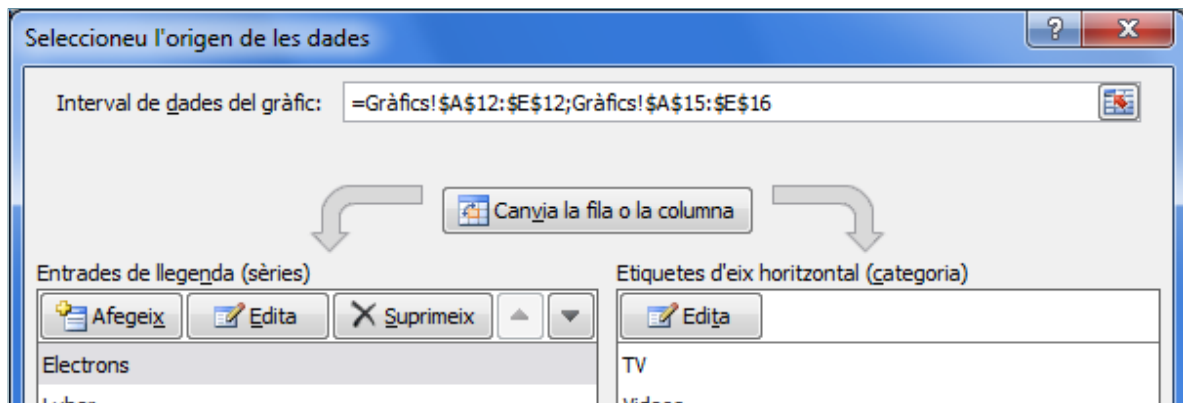 Seleccioneu l'origen de les dades
Interval de dades del gràfic: =Gràfics!$A$12:$E$12;Gràfics!$A$15:$E$16
Canvia la fila o la columna
Entrades de llegenda (sèries)
Etiquetes d'eix horitzontal (categoria)
Afegeix Edita Suprimeix
Edita
Electrons
TV